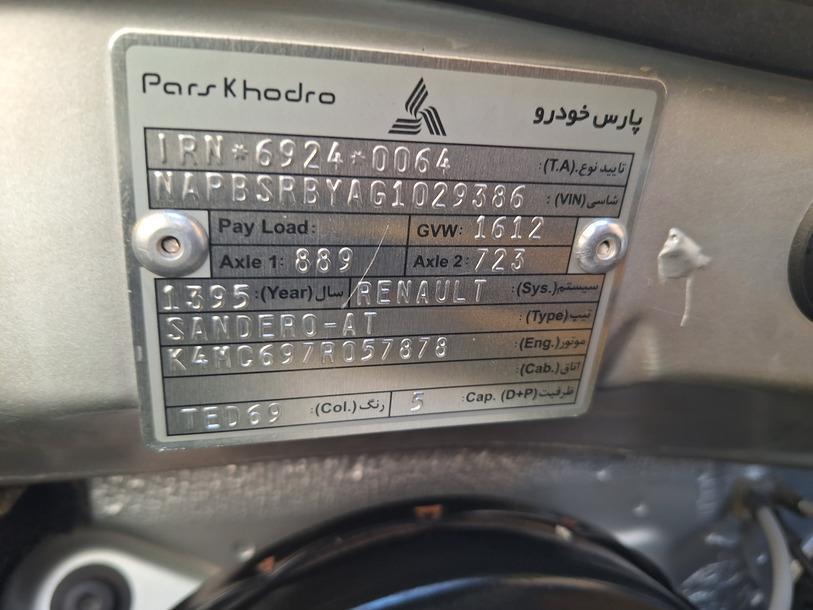 Pars Khodro پارس خودرو
IRN*6924*0064 تایید نوع.(T.A):
NAPBSRBYAG1029386 شاسی(VIN):
Pay Load: GVW: 1612
Axle 1: 889 Axle 2: 723
1395 سال(Year): RENAULT سیستم(Sys.):
SANDERO-AT تیپ(Type):
K4MC697R057878 موتور(Eng.):
اتاق(Cab.):
TED69 رنگ(Col.): 5 Cap. (D+P)ظرفیت: